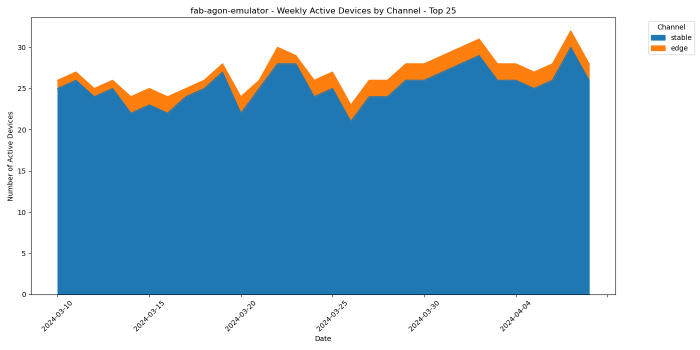 fab-agon-emulator - Weekly Active Devices by Channel - Top 25
Channel
stable
edge
Number of Active Devices
30
25
20
15
10
5
0
2024-03-10
2024-03-15
2024-03-20
2024-03-25
2024-03-30
2024-04-04
Date